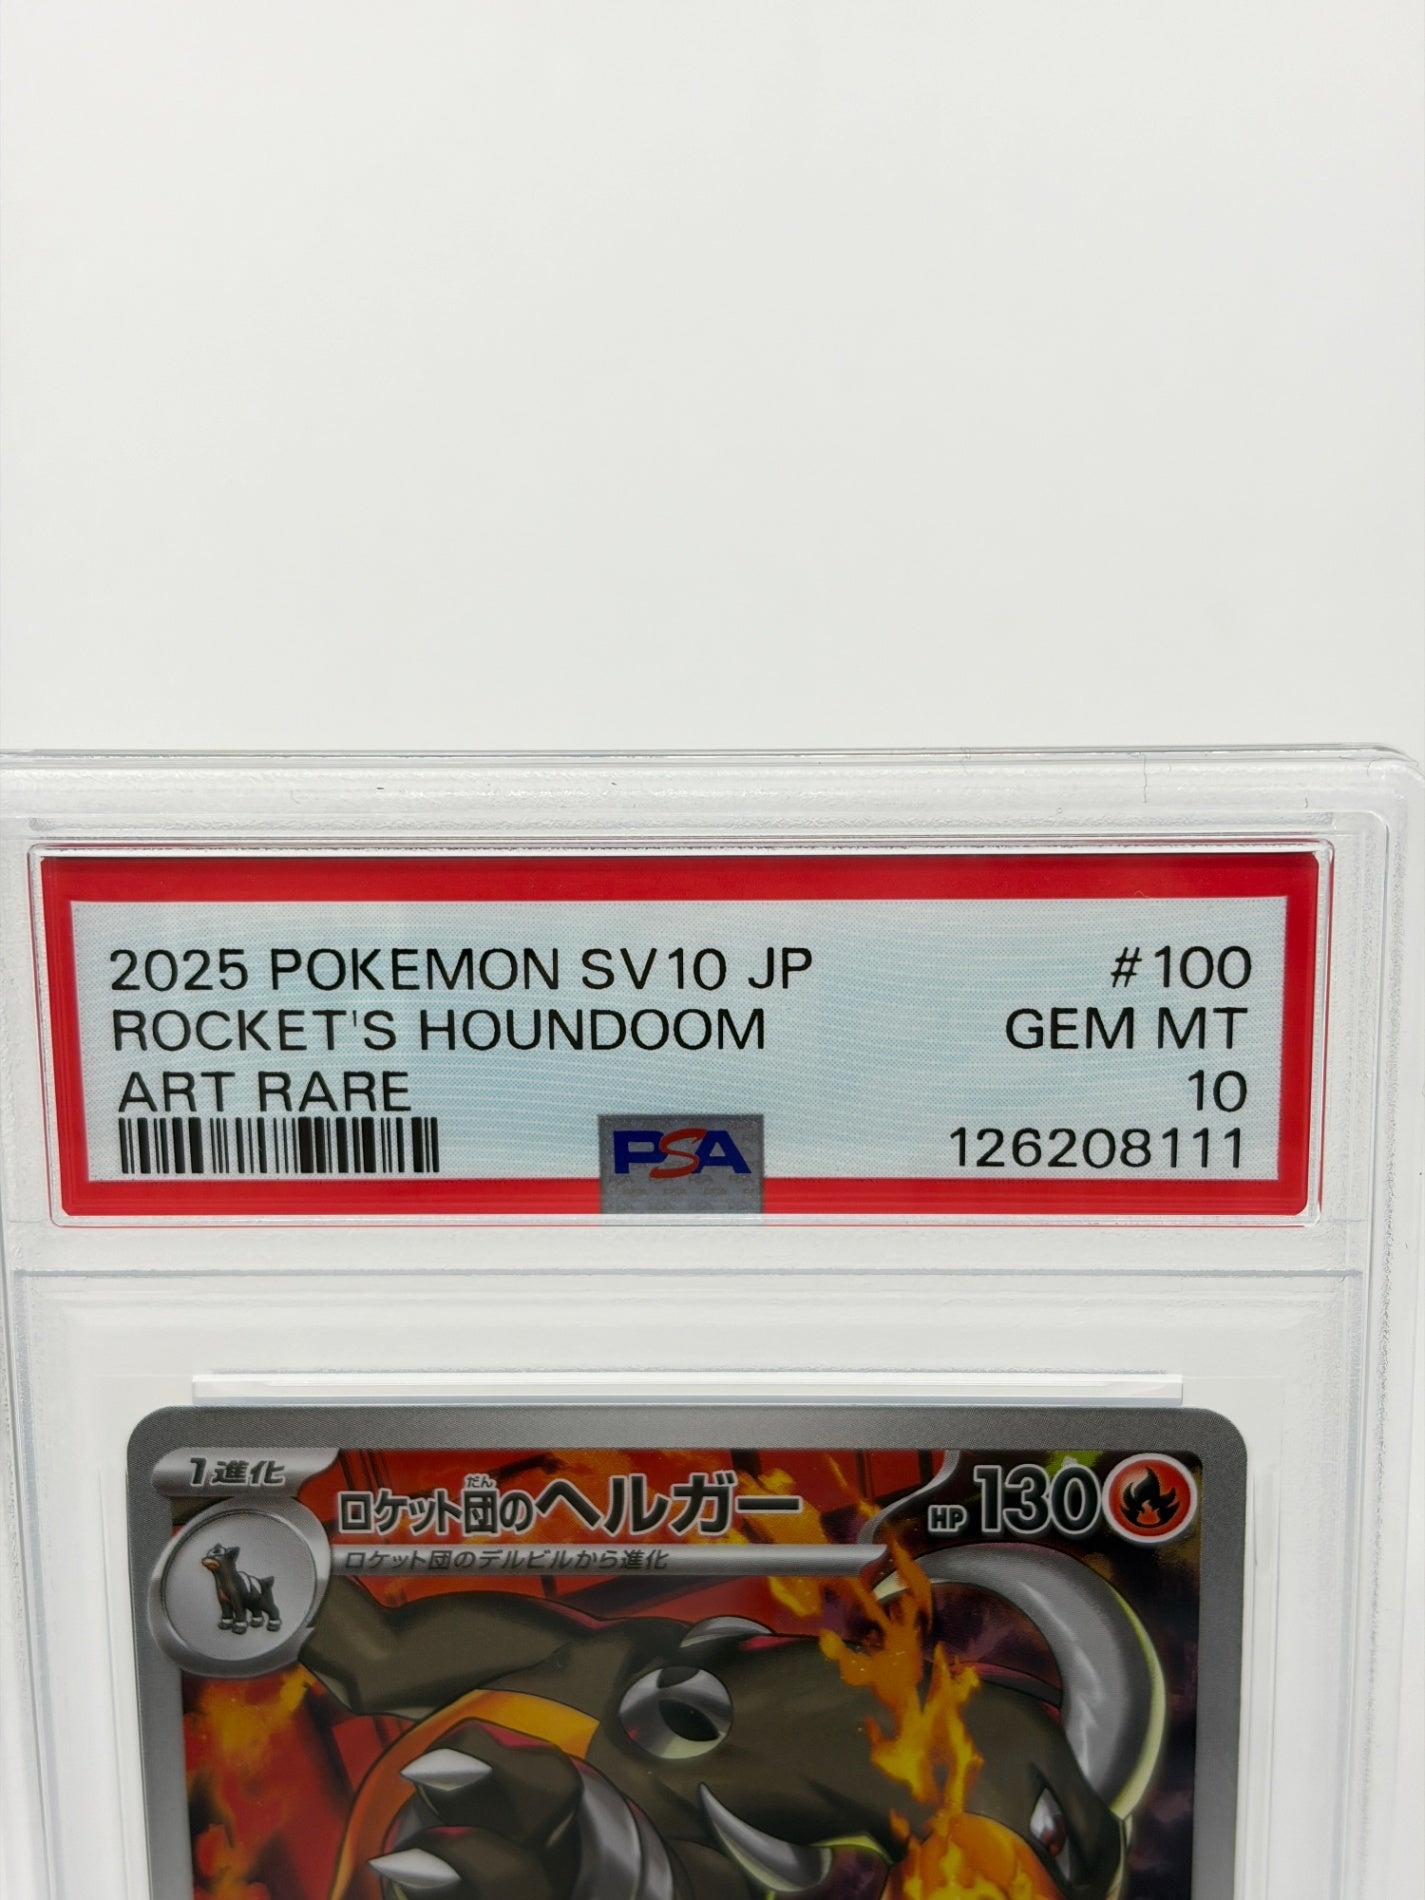 2025 POKEMON SV10 JP #100
ROCKET'S HOUNDOOM GEM MT
ART RARE 10
PSA 126208111
1進化
ロケット団のヘルガー HP 130
だん
ロケット団のデルビルから進化